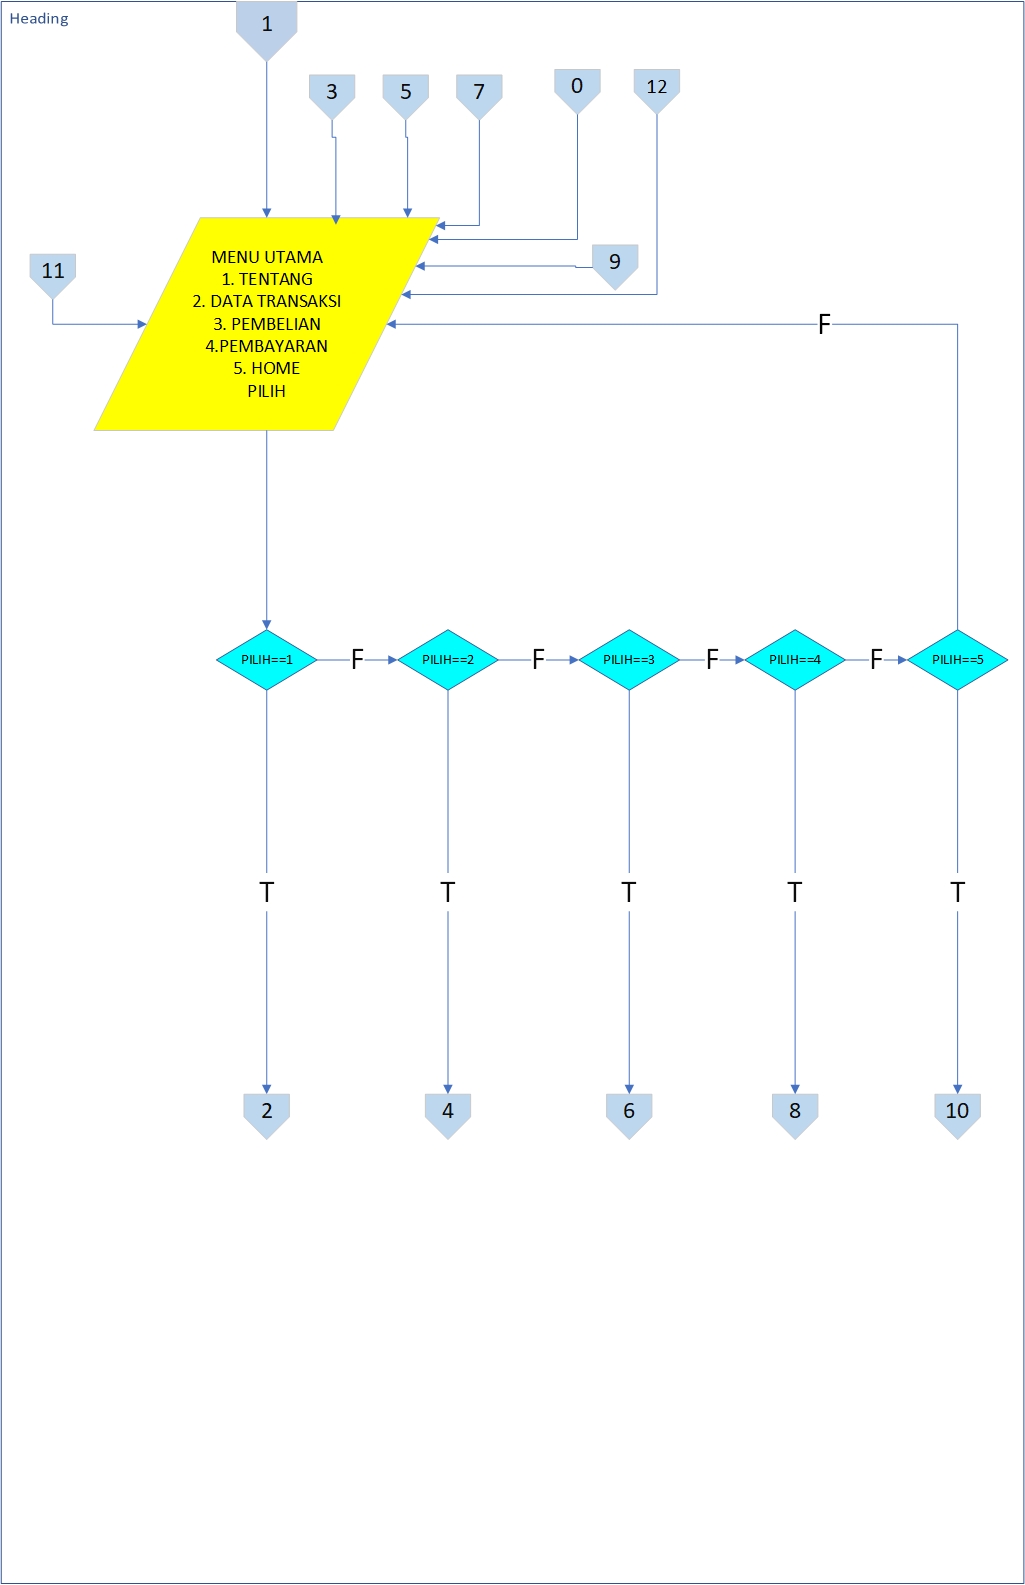 Heading
1
3
5
7
0
12
9
11
MENU UTAMA
1. TENTANG
2. DATA TRANSAKSI
3. PEMBELIAN
4.PEMBAYARAN
5. HOME
PILIH
F
PILIH==1
F
PILIH==2
F
PILIH==3
F
PILIH==4
F
PILIH==5
T
T
T
T
T
2
4
6
8
10